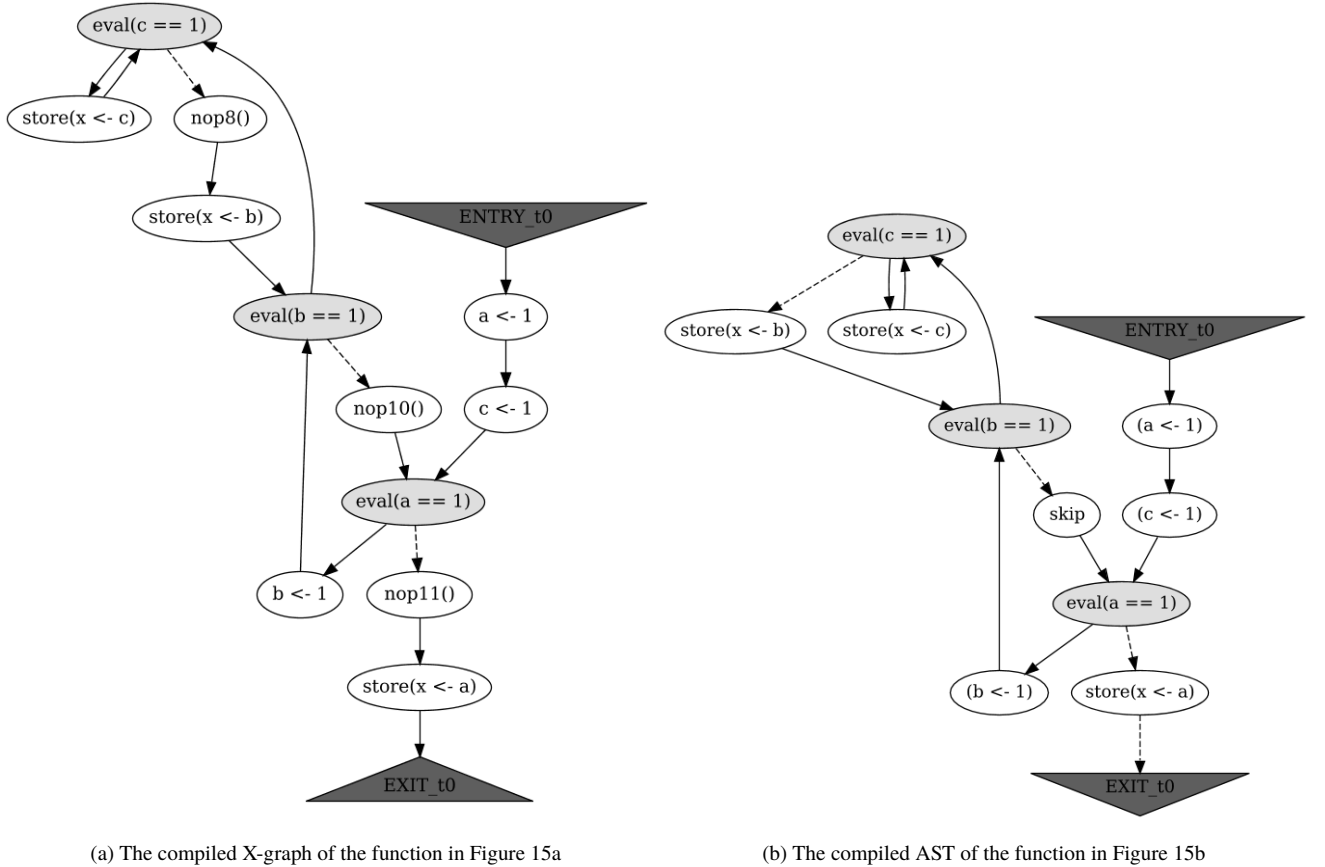 eval(c == 1)
store(x <- c)
nop8()
store(x <- b)
ENTRY_t0
eval(b == 1)
a <- 1
nop10()
c <- 1
eval(a == 1)
b <- 1
nop11()
store(x <- a)
EXIT_t0
(a) The compiled X-graph of the function in Figure 15a
eval(c == 1)
store(x <- b)
store(x <- c)
ENTRY_t0
eval(b == 1)
(a <- 1)
skip
(c <- 1)
eval(a == 1)
(b <- 1)
store(x <- a)
EXIT_t0
(b) The compiled AST of the function in Figure 15b